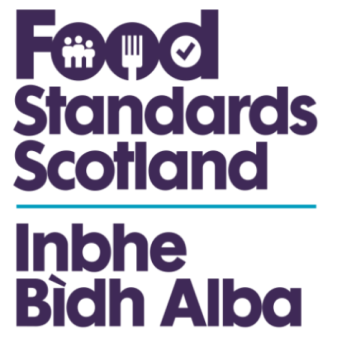 Food
Standards
Scotland
Inbhe
Bìdh Alba